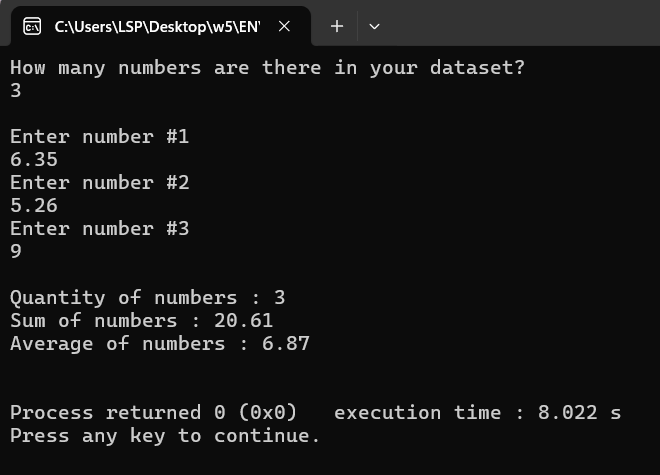 C:\Users\LSP\Desktop\w5\EN
How many numbers are there in your dataset?
3
Enter number #1
6.35
Enter number #2
5.26
Enter number #3
9
Quantity of numbers : 3
Sum of numbers : 20.61
Average of numbers : 6.87
Process returned 0 (0x0)   execution time : 8.022 s
Press any key to continue.